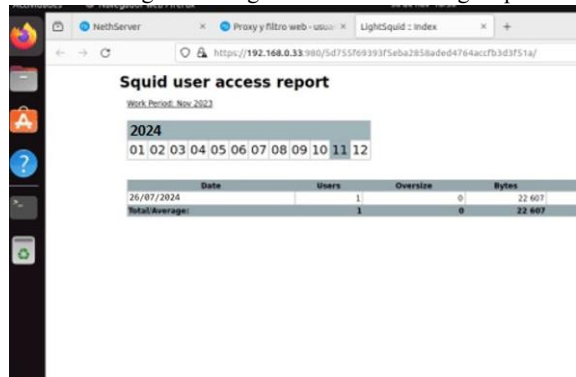 NethServer × Proxy y filtro web - usuar × LightSquid :: Index × +
https://192.168.0.33:980/5d755f69393f5eba2858aded4764accfb3d3f51a/
Squid user access report
Work Period: Nov 2023
2024
01 02 03 04 05 06 07 08 09 10 11 12
Date Users Oversize Bytes
26/07/2024 1 0 22 607
Total/Average: 1 0 22 607